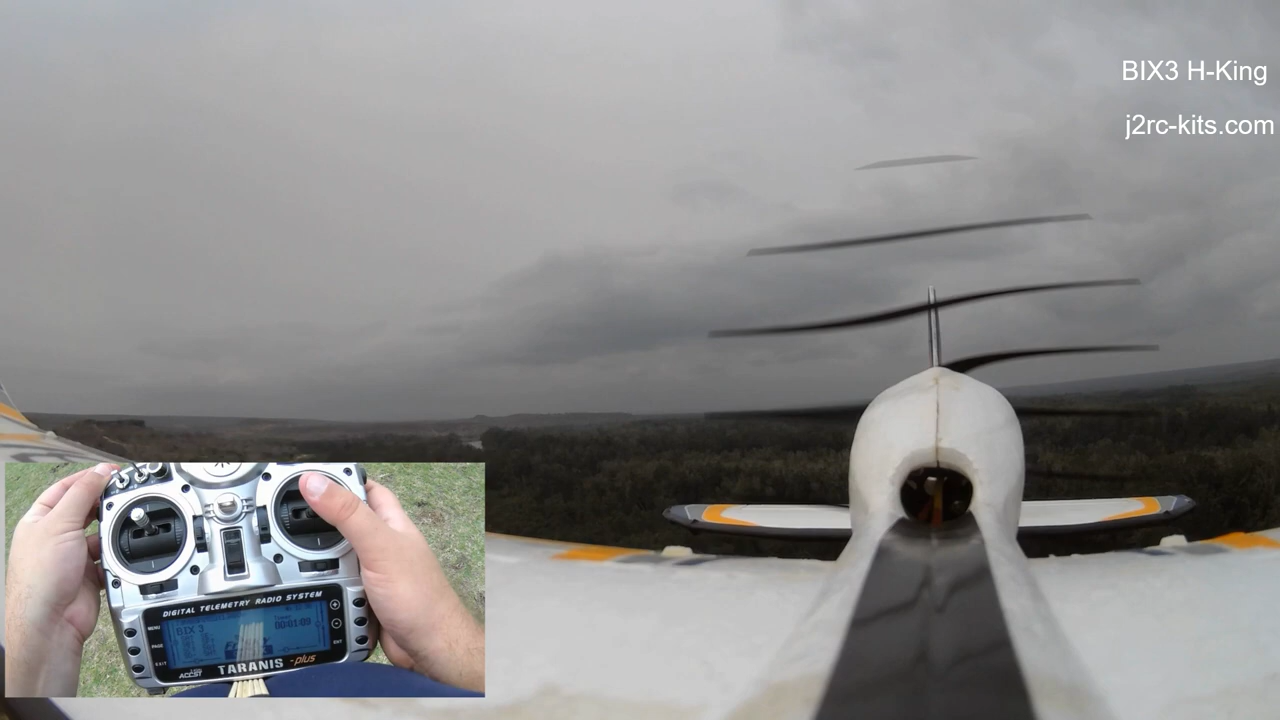 BIX3 H-King
j2rc-kits.com
DIGITAL TELEMETRY RADIO SYSTEM
MENU
PAGE
EXIT
ENT
BIX 3
00:01:09
ACCST
TARANIS -plus